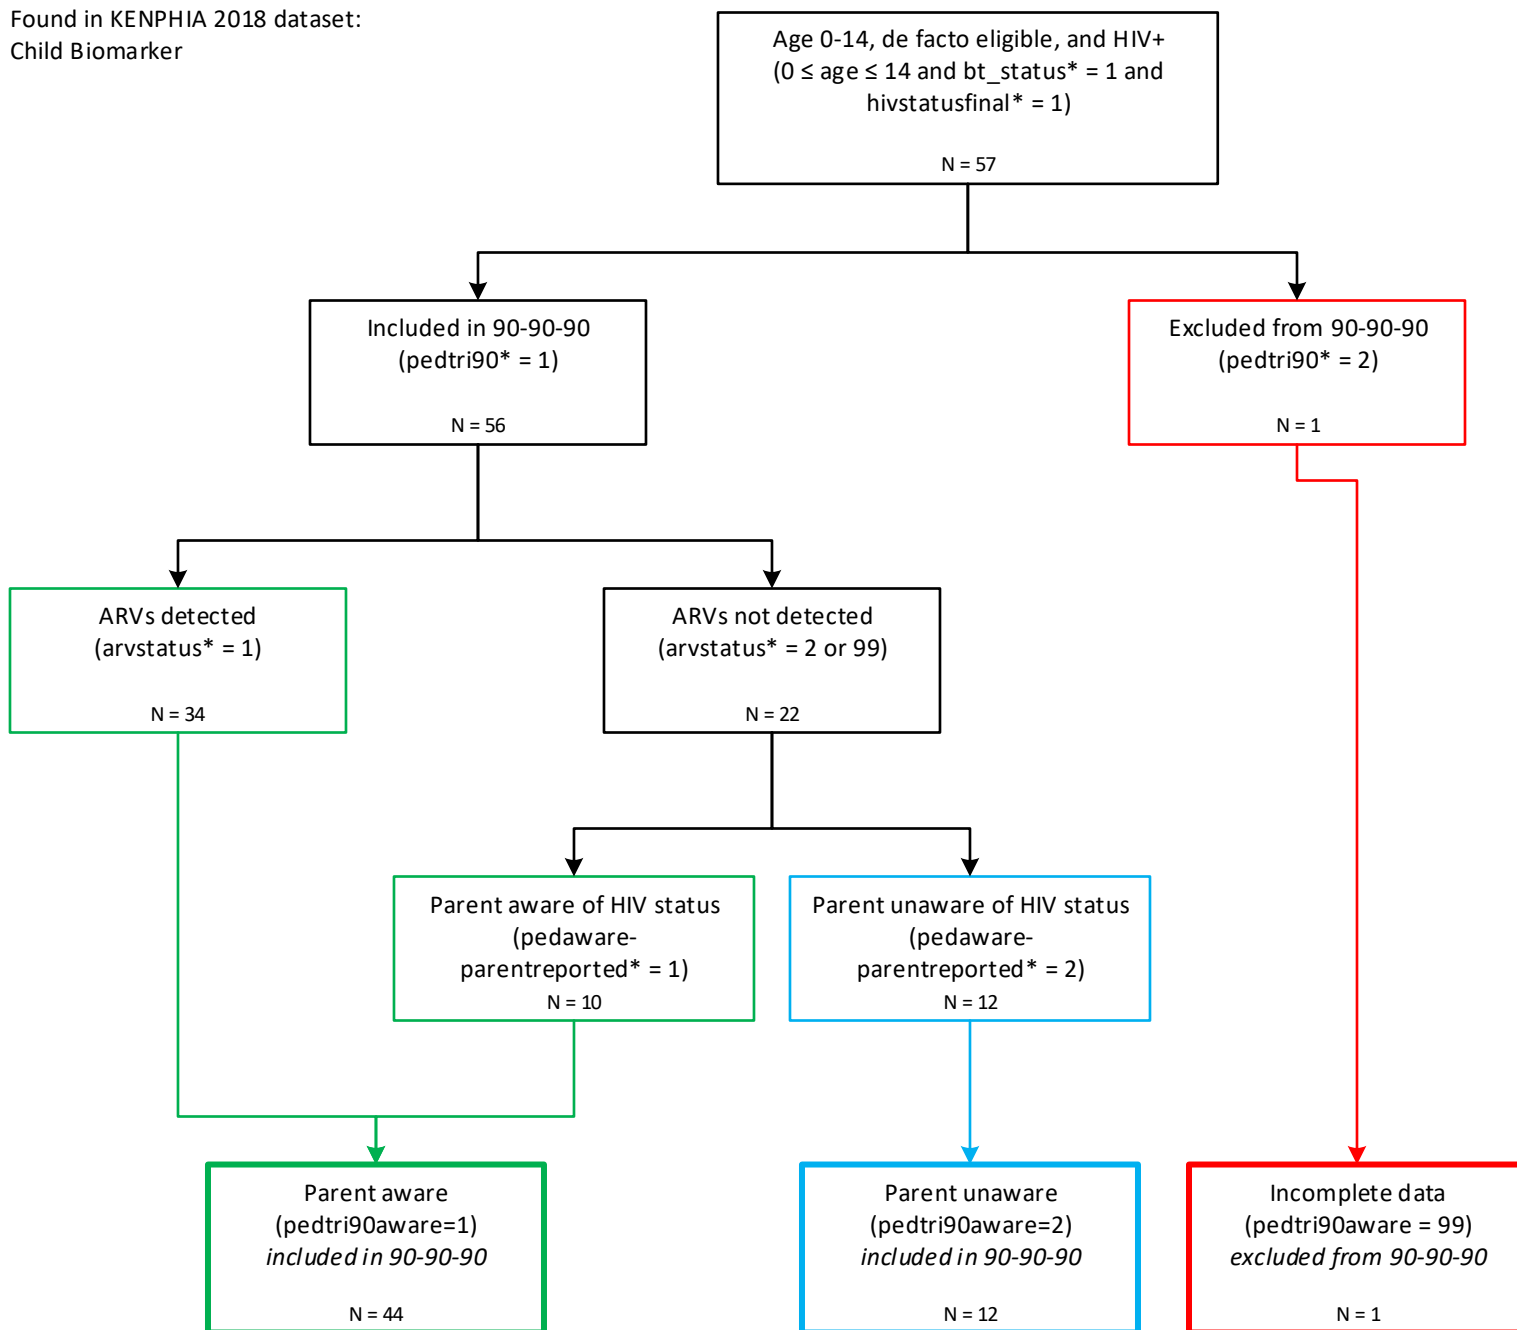 Found in KENPHIA 2018 dataset:
Child Biomarker
Age 0-14, de facto eligible, and HIV+
(0 ≤ age ≤ 14 and bt_status* = 1 and
hivstatusfinal* = 1)
N = 57
Included in 90-90-90
(pedtri90* = 1)
N = 56
Excluded from 90-90-90
(pedtri90* = 2)
N = 1
ARVs detected
(arvstatus* = 1)
N = 34
ARVs not detected
(arvstatus* = 2 or 99)
N = 22
Parent aware of HIV status
(pedaware-
parentreported* = 1)
N = 10
Parent unaware of HIV status
(pedaware-
parentreported* = 2)
N = 12
Parent aware
(pedtri90aware=1)
included in 90-90-90
N = 44
Parent unaware
(pedtri90aware=2)
included in 90-90-90
N = 12
Incomplete data
(pedtri90aware = 99)
excluded from 90-90-90
N = 1